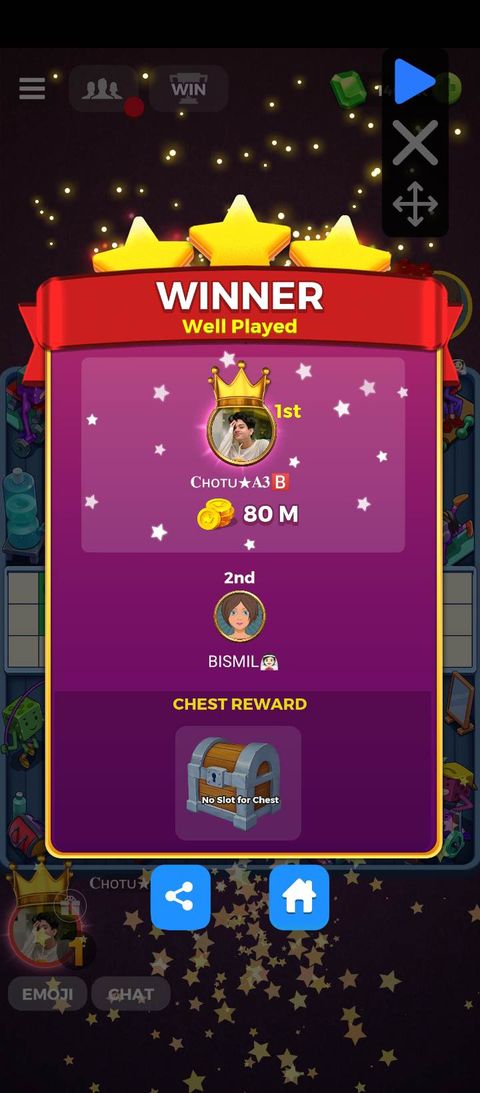 WIN
WINNER
Well Played
1st
Chotu★A3🅱
80 M
2nd
BISMIL👰🏻
CHEST REWARD
No Slot for Chest
Chotu★
1
EMOJI
CHAT